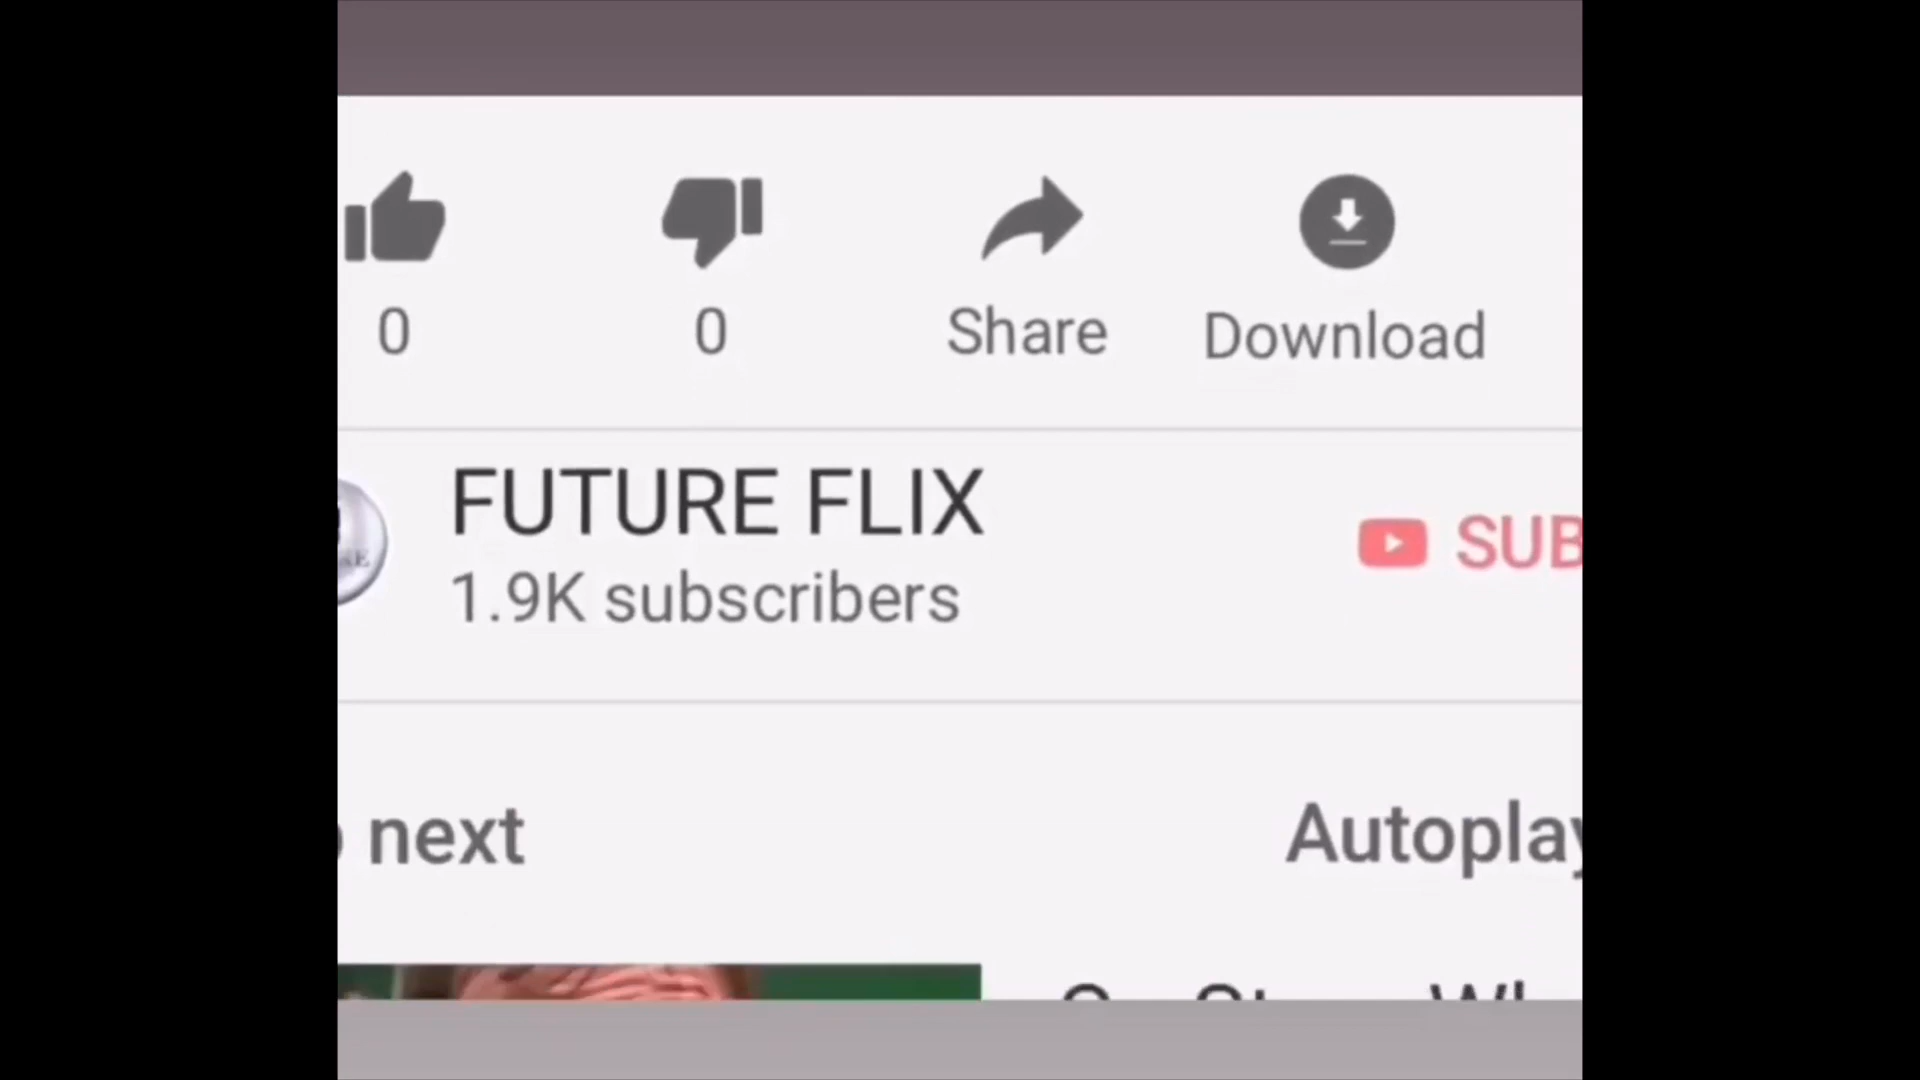 0 0 Share Download
FUTURE FLIX
SUB
1.9K subscribers
next Autoplay